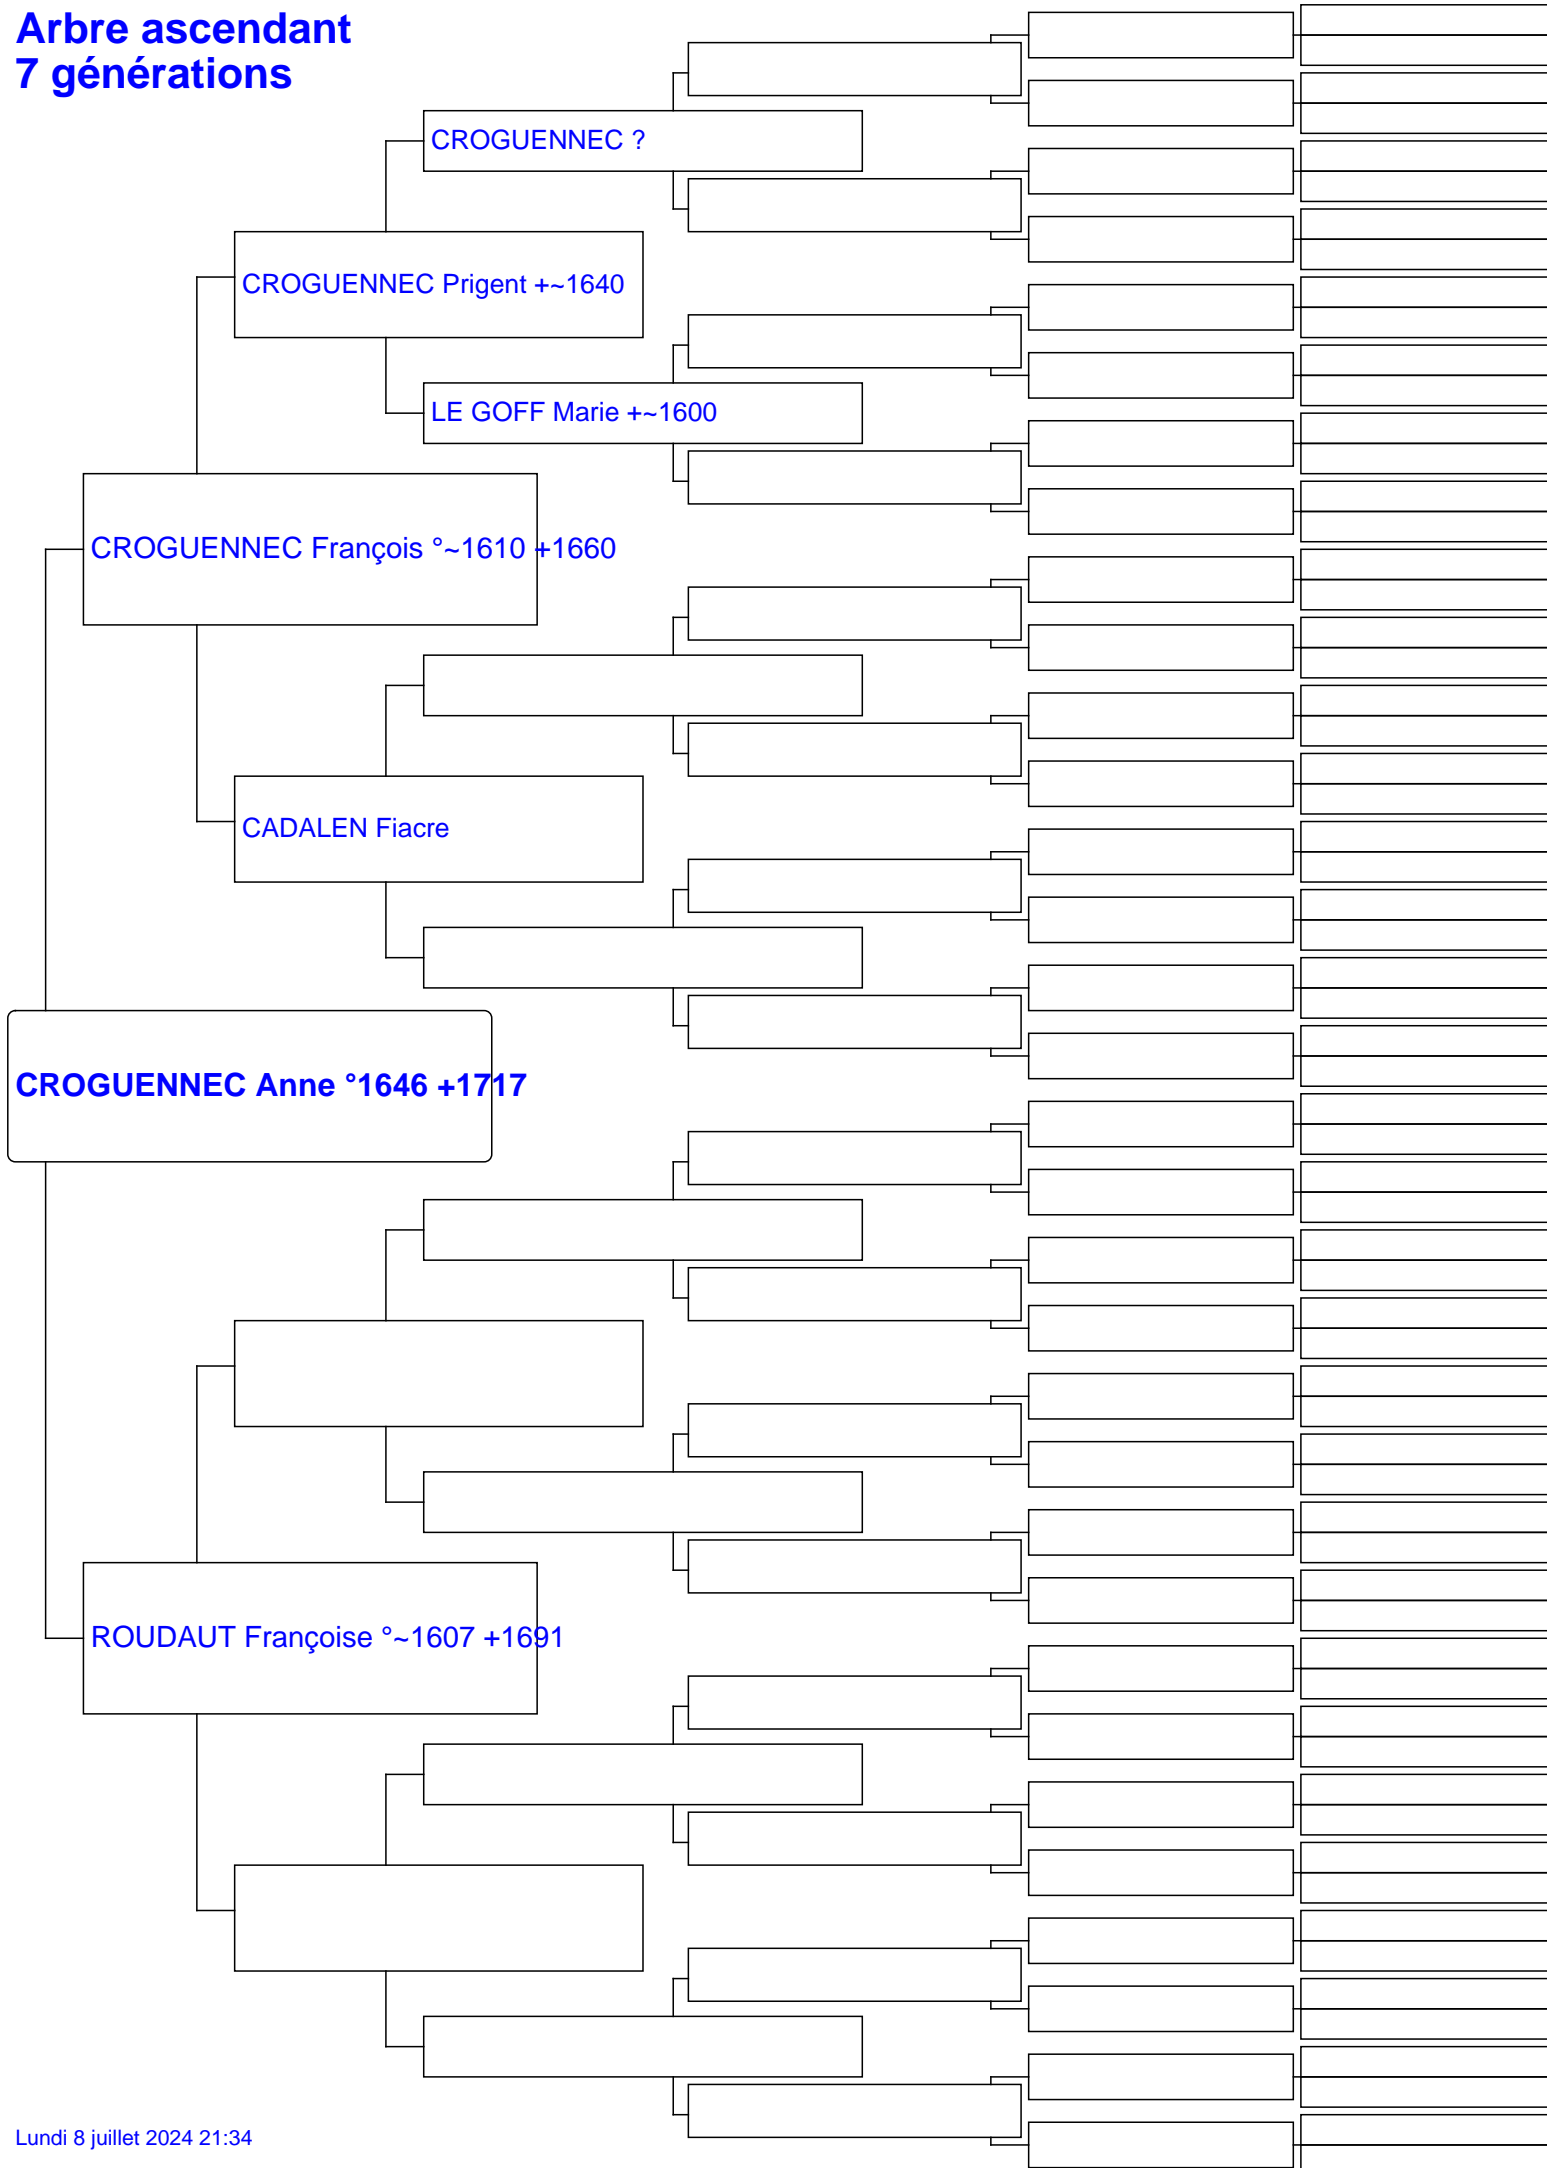 Arbre ascendant
7 générations
CROGUENNEC ?
CROGUENNEC Prigent +~1640
LE GOFF Marie +~1600
CROGUENNEC François °~1610 +1660
CADALEN Fiacre
CROGUENNEC Anne °1646 +1717
ROUDAUT Françoise °~1607 +1691
Lundi 8 juillet 2024 21:34